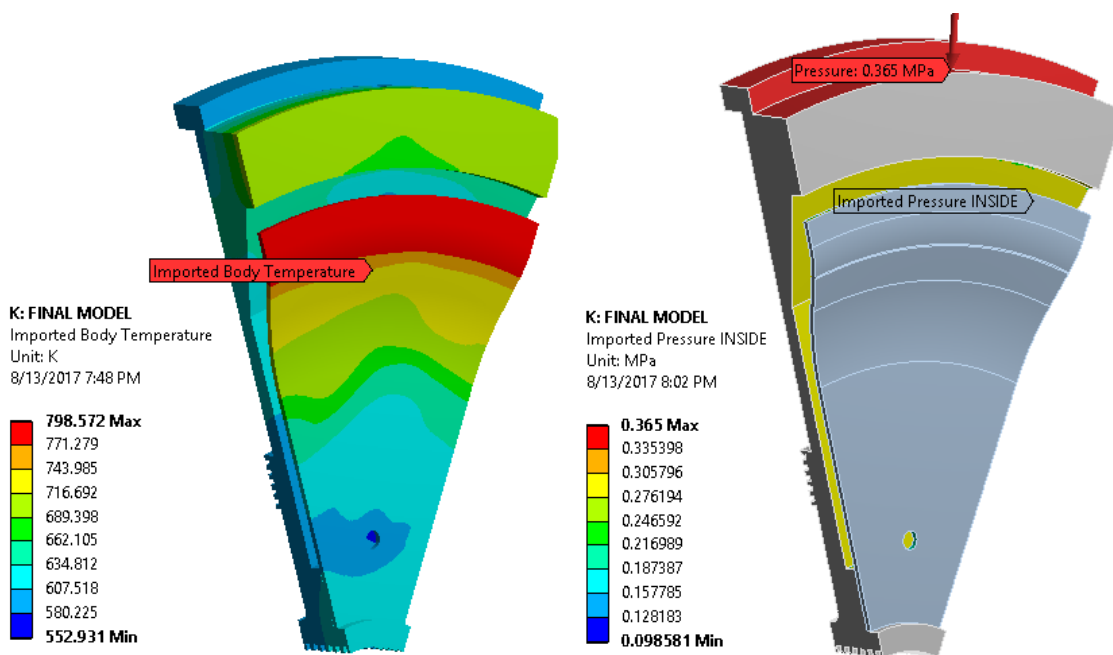 Imported Body Temperature
K: FINAL MODEL
Imported Body Temperature
Unit: K
8/13/2017 7:48 PM
798.572 Max
771.279
743.985
716.692
689.398
662.105
634.812
607.518
580.225
552.931 Min
Pressure: 0.365 MPa
Imported Pressure INSIDE
K: FINAL MODEL
Imported Pressure INSIDE
Unit: MPa
8/13/2017 8:02 PM
0.365 Max
0.335398
0.305796
0.276194
0.246592
0.216989
0.187387
0.157785
0.128183
0.098581 Min